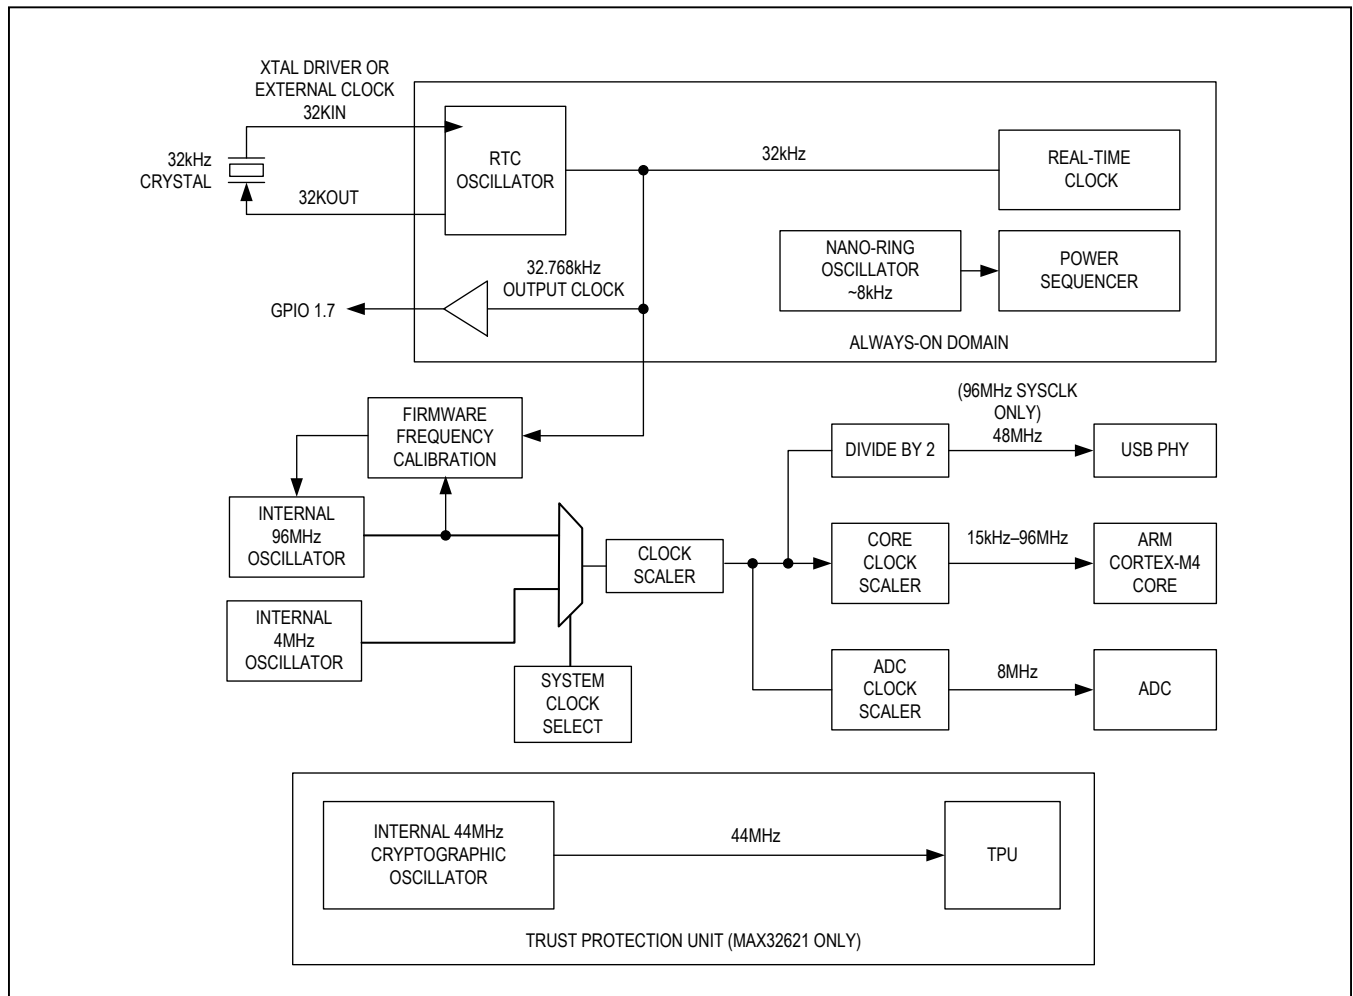 XTAL DRIVER OR
EXTERNAL CLOCK
32KIN
32kHz
CRYSTAL
32KOUT
RTC
OSCILLATOR
32kHz
REAL-TIME
CLOCK
NANO-RING
OSCILLATOR
~8kHz
POWER
SEQUENCER
32.768kHz
OUTPUT CLOCK
GPIO 1.7
ALWAYS-ON DOMAIN
FIRMWARE
FREQUENCY
CALIBRATION
(96MHz SYSCLK
ONLY)
48MHz
DIVIDE BY 2
USB PHY
INTERNAL
96MHz
OSCILLATOR
CLOCK
SCALER
CORE
CLOCK
SCALER
15kHz–96MHz
ARM
CORTEX-M4
CORE
INTERNAL
4MHz
OSCILLATOR
SYSTEM
CLOCK
SELECT
ADC
CLOCK
SCALER
8MHz
ADC
INTERNAL 44MHz
CRYPTOGRAPHIC
OSCILLATOR
44MHz
TPU
TRUST PROTECTION UNIT (MAX32621 ONLY)